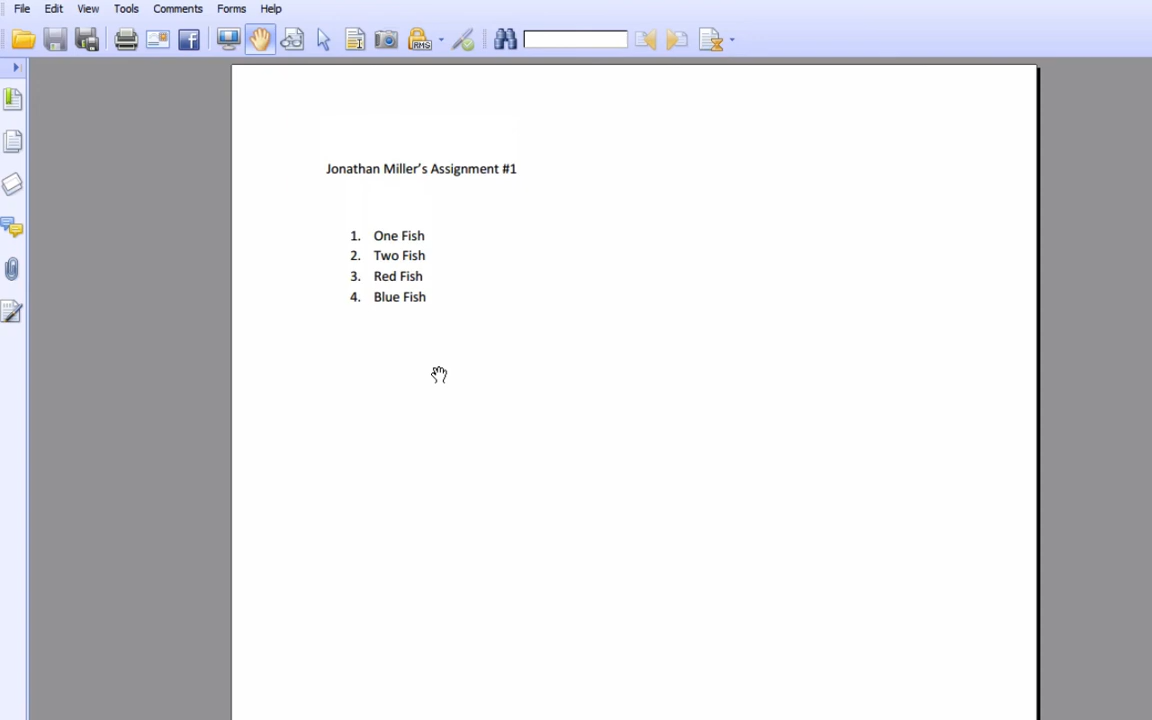 File Edit View Tools Comments Forms Help
RMS
Jonathan Miller's Assignment #1
1. One Fish
2. Two Fish
3. Red Fish
4. Blue Fish